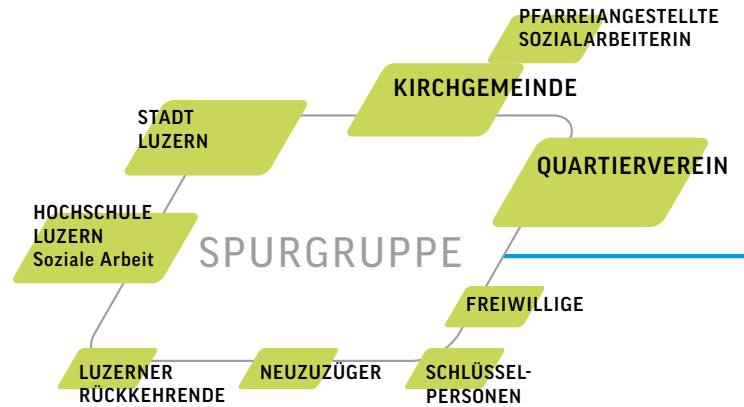 PFARREIANGESTELLTE
SOZIALARBEITERIN
KIRCHGEMEINDE
STADT
LUZERN
QUARTIERVEREIN
HOCHSCHULE
LUZERN
Soziale Arbeit
SPURGRUPPE
FREIWILLIGE
LUZERNER
RÜCKKEHRENDE
NEUZUZÜGER
SCHLÜSSEL-
PERSONEN